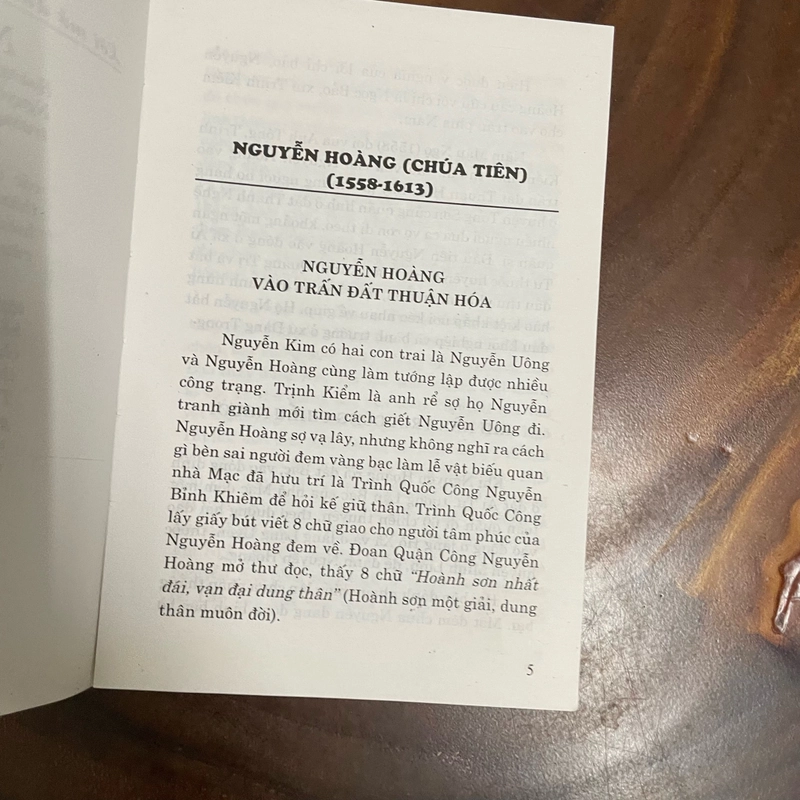 NGUYỄN HOÀNG (CHÚA TIÊN)
(1558-1613)
NGUYỄN HOÀNG
VÀO TRẤN ĐẤT THUẬN HÓA
Nguyễn Kim có hai con trai là Nguyễn Uông
và Nguyễn Hoàng cùng làm tướng lập được nhiều
công trạng. Trịnh Kiểm là anh rể sợ họ Nguyễn
tranh giành mới tìm cách giết Nguyễn Uông đi.
Nguyễn Hoàng sợ vạ lây, nhưng không nghĩ ra cách
gì bèn sai người đem vàng bạc làm lễ vật biếu quan
nhà Mạc đã hưu trí là Trình Quốc Công Nguyễn
Bỉnh Khiêm để hỏi kế giữ thân. Trình Quốc Công
lấy giấy bút viết 8 chữ giao cho người tâm phúc của
Nguyễn Hoàng đem về. Đoan Quận Công Nguyễn
Hoàng mở thư đọc, thấy 8 chữ “Hoành sơn nhất
đái, vạn đại dung thân” (Hoành sơn một giải, dung
thân muôn đời).
5